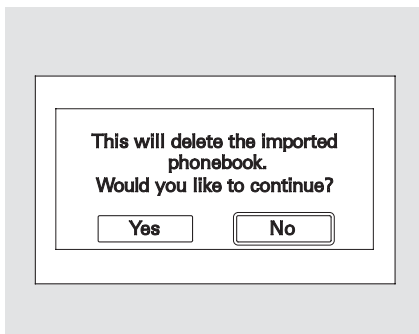 This will delete the imported
phonebook.
Would you like to continue?
Yes
No